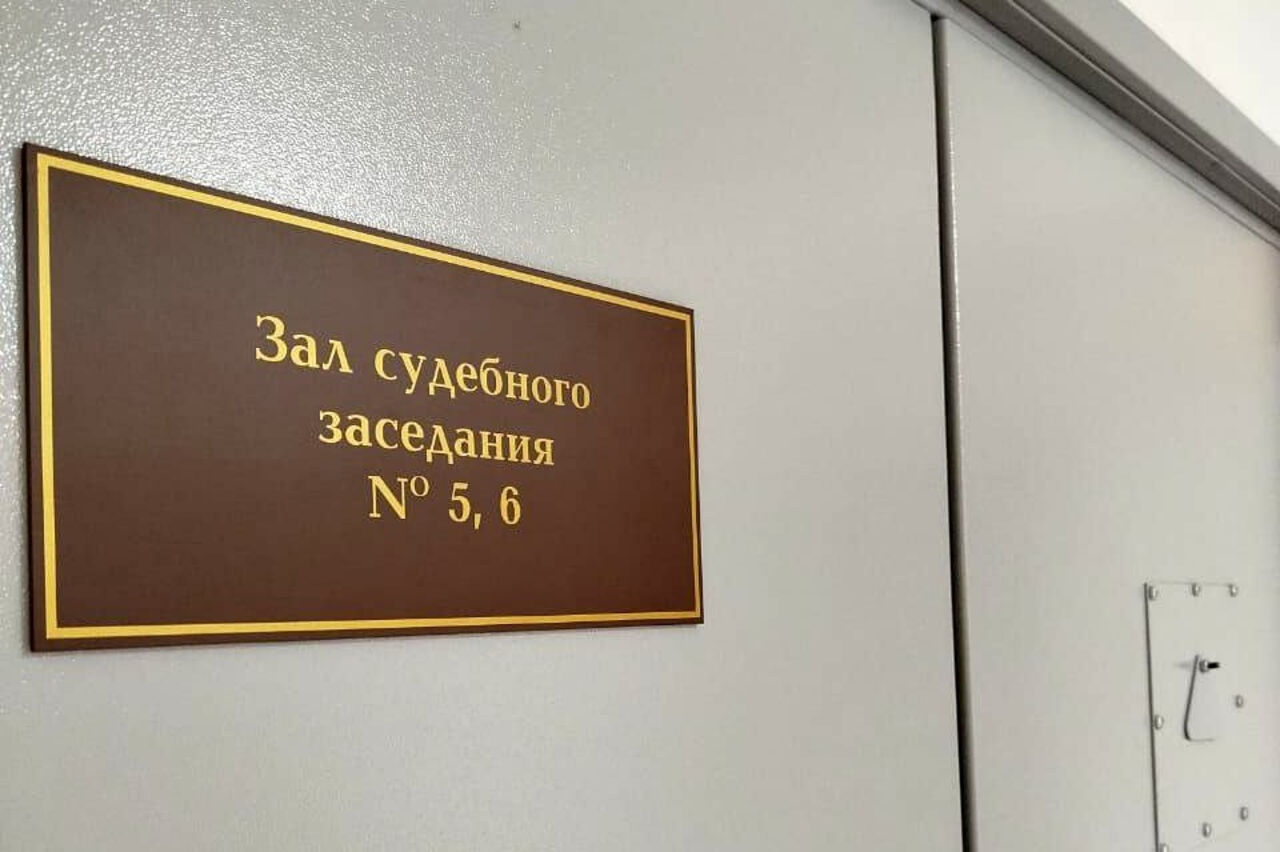 Зал судебного
заседания
№ 5, 6